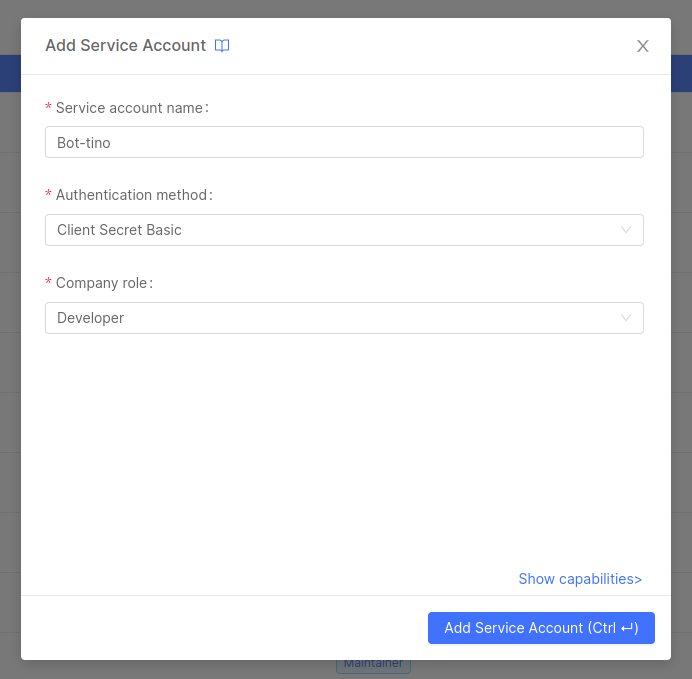 Add Service Account
* Service account name:
Bot-tino
* Authentication method:
Client Secret Basic
* Company role:
Developer
Show capabilities>
Add Service Account (Ctrl ↵)
Maintainer